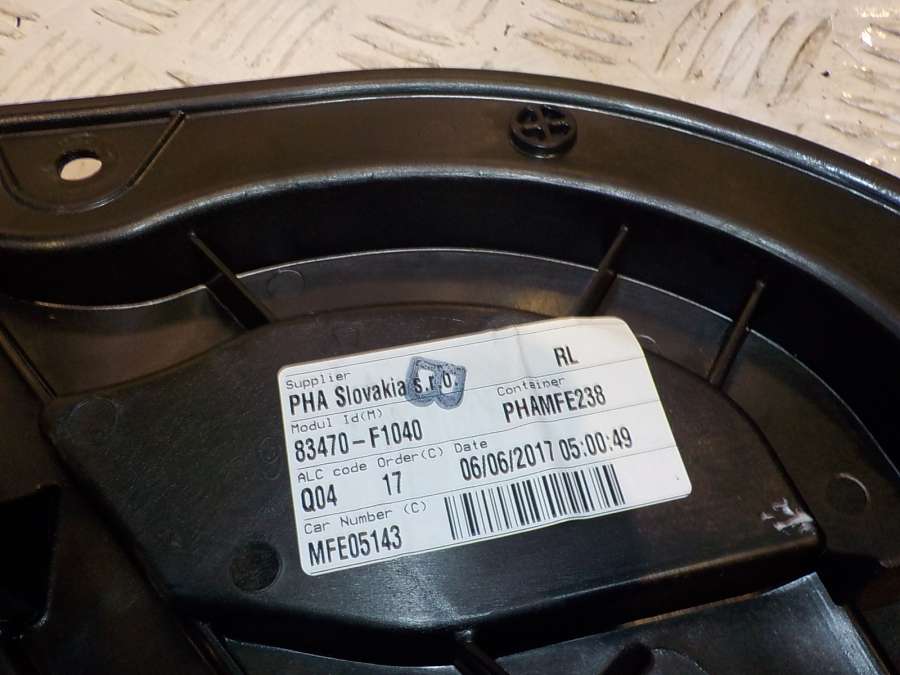 Supplier RL
PHA Slovakia s.r.o.
Modul Id(M) Container
83470-F1040 PHAMFE238
ALC code Order(C) Date
Q04 17 06/06/2017 05:00:49
Car Number (C)
MFE05143